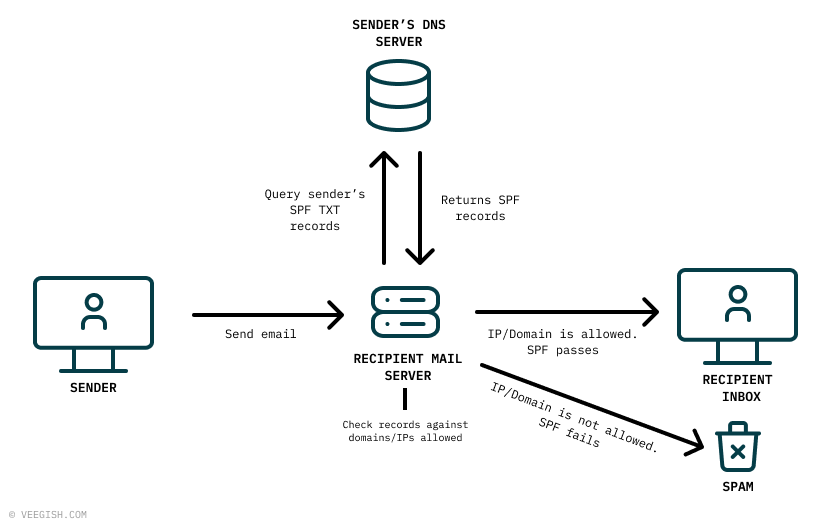 SENDER’S DNS
SERVER
Query sender’s
SPF TXT
records
Returns SPF
records
Send email
IP/Domain is allowed.
SPF passes
RECIPIENT MAIL
SERVER
SENDER
RECIPIENT
INBOX
IP/Domain is not allowed.
SPF fails
Check records against
domains/IPs allowed
SPAM
© VEEGISH.COM